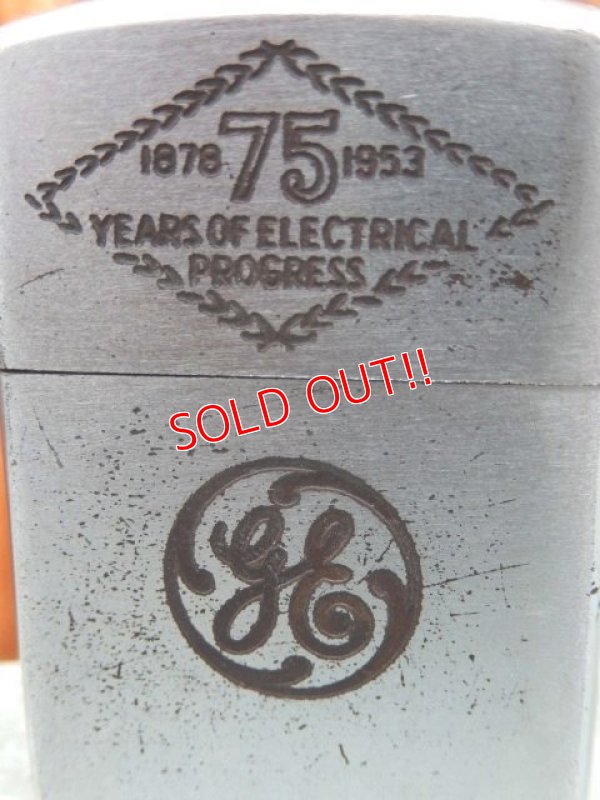 1878 75 1953
YEARS OF ELECTRICAL
PROGRESS
SOLD OUT!!
GE